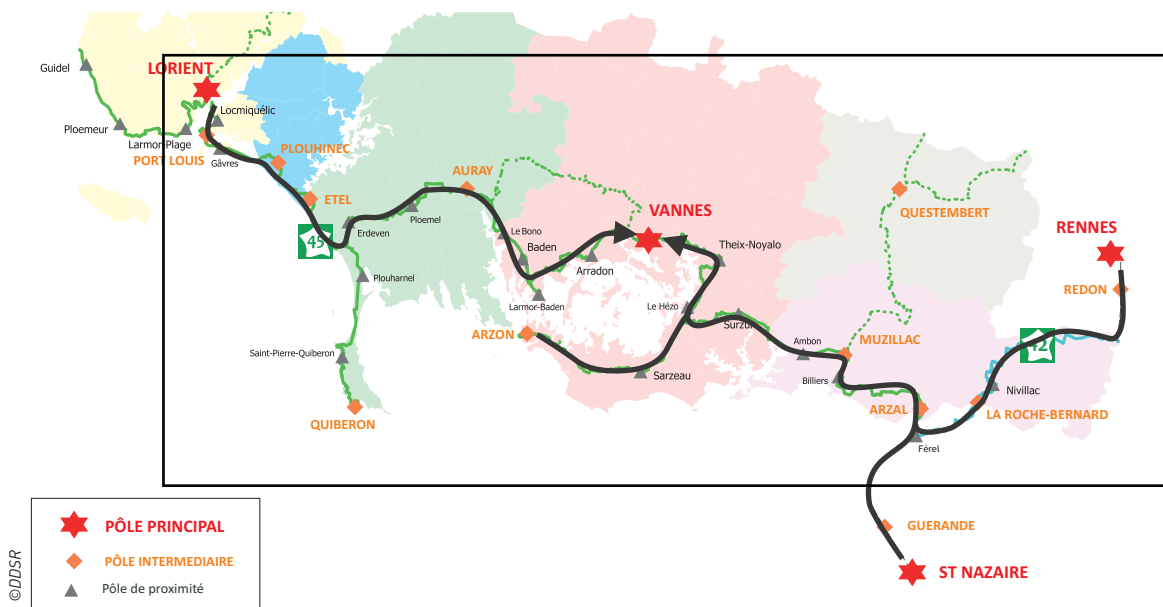 LORIENT
Guidel
Locmiquélic
Ploemeur
Larmor-Plage
PORT LOUIS
Gâvres
PLOUHINEC
AURAY
ETEL
QUESTEMBERT
VANNES
Ploemel
Erdeven
45
Le Bono
RENNES
Baden
Theix-Noyalo
Arradon
Plouharnel
REDON
Larmor-Baden
Le Hézo
Surzur
ARZON
Ambon
MUZILLAC
42
Saint-Pierre-Quiberon
Sarzeau
Billiers
Nivillac
ARZAL
LA ROCHE-BERNARD
QUIBERON
Férel
GUERANDE
ST NAZAIRE
PÔLE PRINCIPAL
PÔLE INTERMEDIAIRE
Pôle de proximité
©DDSR